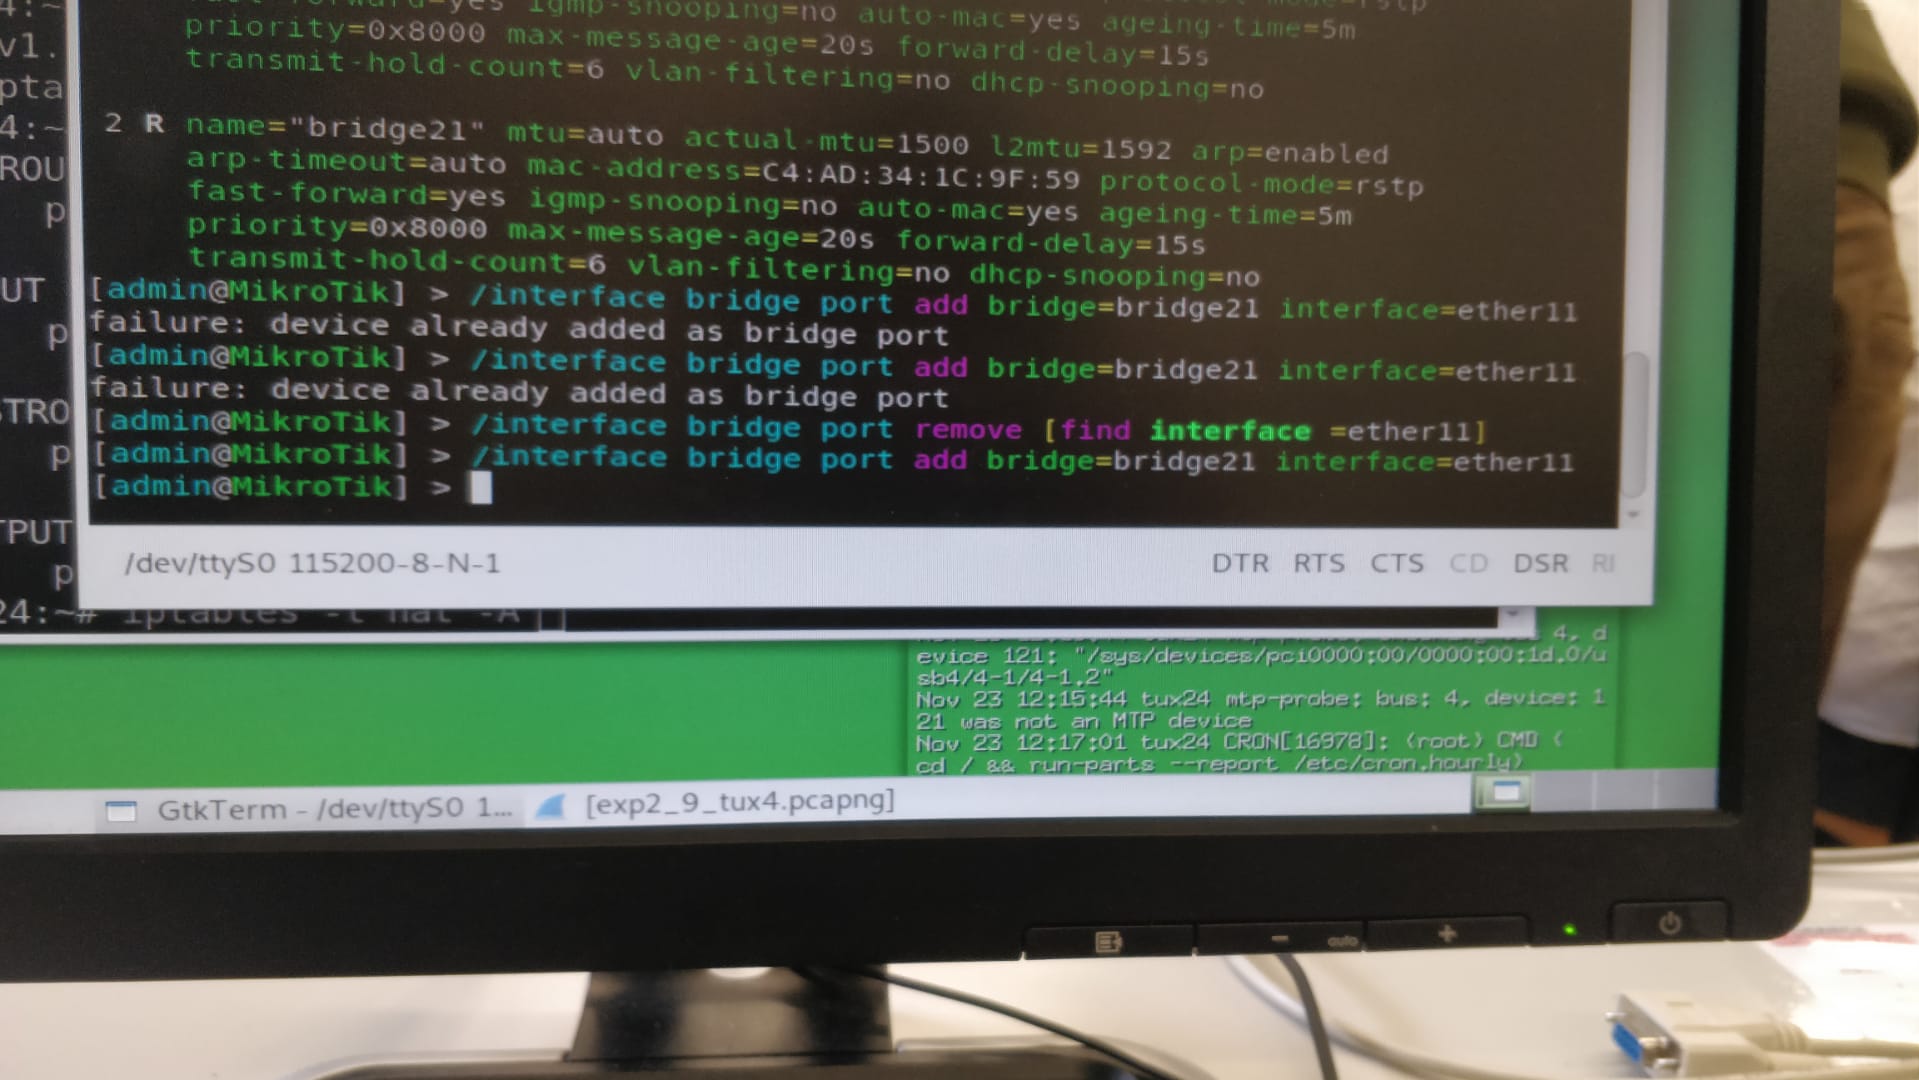 4:~
v1.
pta
4:~
ROU
p
UT
p
STRO
p
TPUT
p
24:~# iptables -t nat -A
igmp-snooping=no auto-mac=yes ageing-time=5m
priority=0x8000 max-message-age=20s forward-delay=15s
transmit-hold-count=6 vlan-filtering=no dhcp-snooping=no
2 R name="bridge21" mtu=auto actual-mtu=1500 l2mtu=1592 arp=enabled
arp-timeout=auto mac-address=C4:AD:34:1C:9F:59 protocol-mode=rstp
fast-forward=yes igmp-snooping=no auto-mac=yes ageing-time=5m
priority=0x8000 max-message-age=20s forward-delay=15s
transmit-hold-count=6 vlan-filtering=no dhcp-snooping=no
[admin@MikroTik] > /interface bridge port add bridge=bridge21 interface=ether11
failure: device already added as bridge port
[admin@MikroTik] > /interface bridge port add bridge=bridge21 interface=ether11
failure: device already added as bridge port
[admin@MikroTik] > /interface bridge port remove [find interface =ether11]
[admin@MikroTik] > /interface bridge port add bridge=bridge21 interface=ether11
[admin@MikroTik] >
/dev/ttyS0 115200-8-N-1 DTR RTS CTS CD DSR RI
4, d
evice 121: "/sys/devices/pci0000:00/0000:00:1d.0/u
sb4/4-1/4-1.2"
Nov 23 12:15:44 tux24 mtp-probe: bus: 4, device: 1
21 was not an MTP device
Nov 23 12:17:01 tux24 CRON[16978]: (root) CMD (
cd / && run-parts --report /etc/cron.hourly)
GtkTerm - /dev/ttyS0 1... [exp2_9_tux4.pcapng]
auto